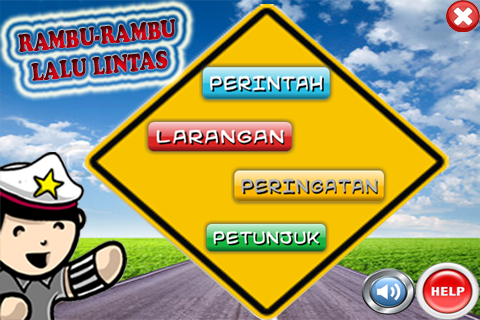 RAMBU-RAMBU
LALU LINTAS
PERINTAH
LARANGAN
PERINGATAN
PETUNJUK
HELP